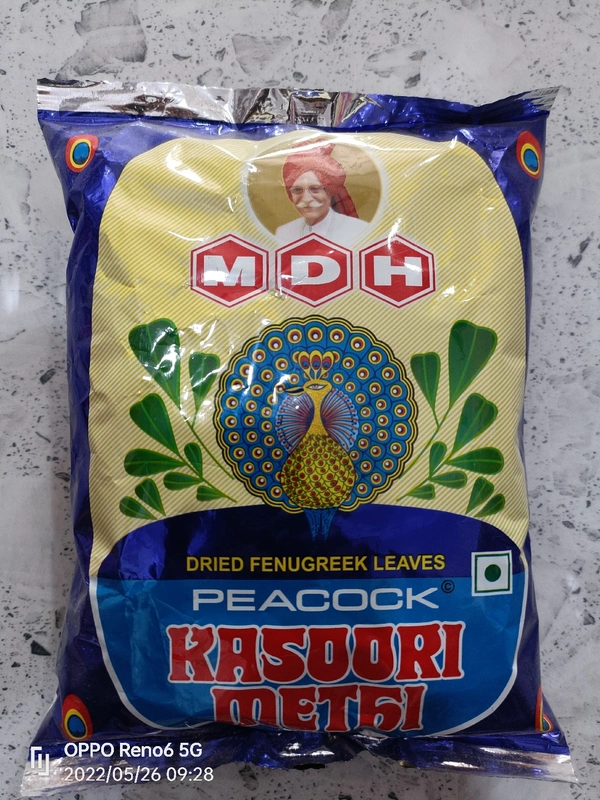 MDH
DRIED FENUGREEK LEAVES
PEACOCK©
KASOORI
METHI
OPPO Reno6 5G
2022/05/26 09:28